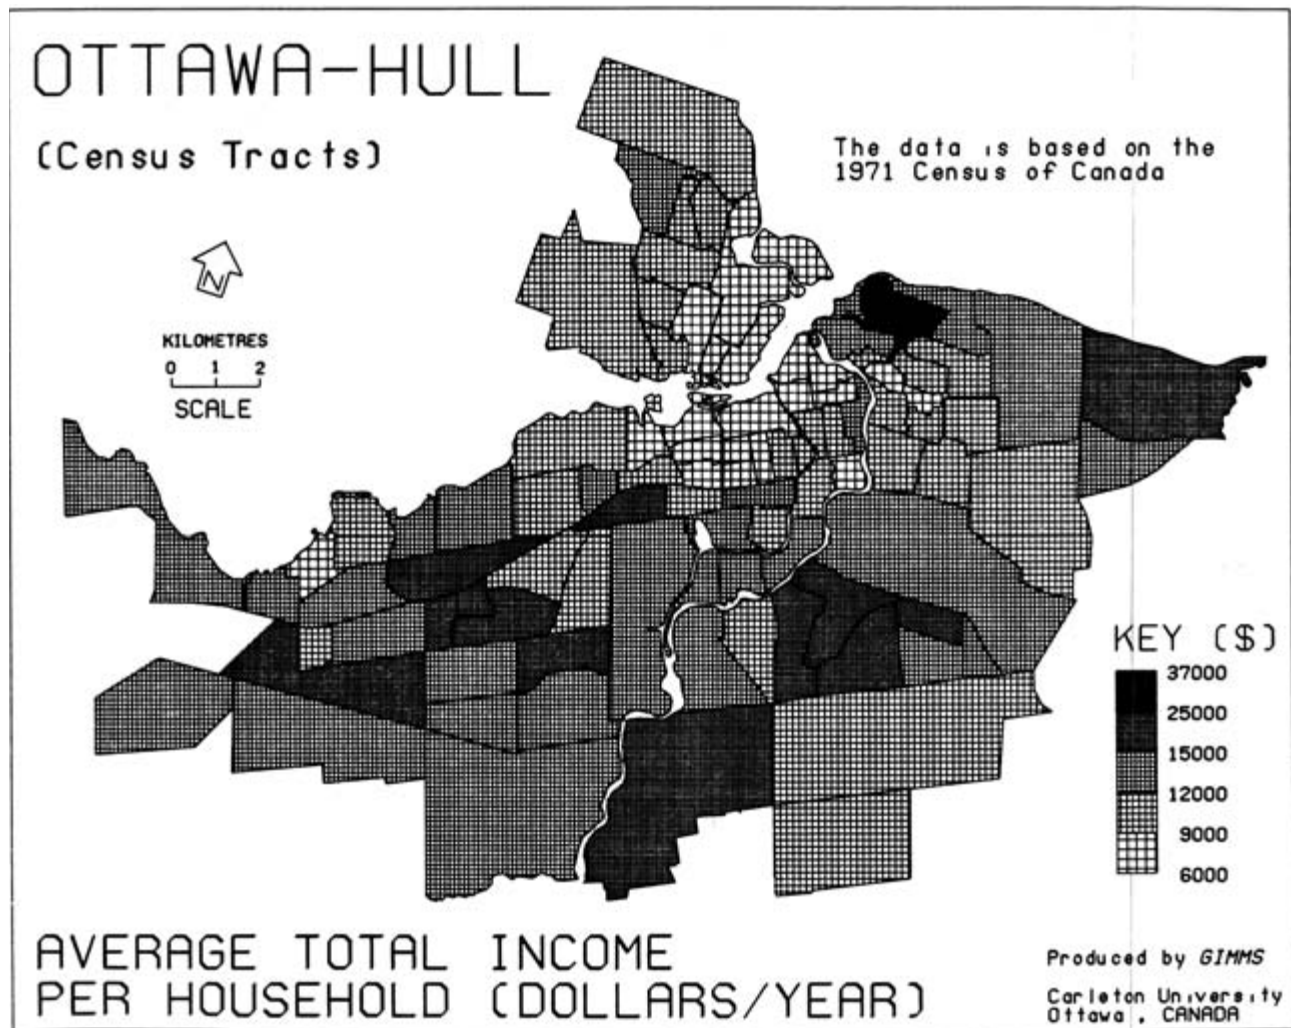 OTTAWA-HULL
(Census Tracts)
The data is based on the
1971 Census of Canada
N
KILOMETRES
0 1 2
SCALE
KEY ($)
37000
25000
15000
12000
9000
6000
AVERAGE TOTAL INCOME
PER HOUSEHOLD (DOLLARS/YEAR)
Produced by GIMMS
Carleton University
Ottawa, CANADA